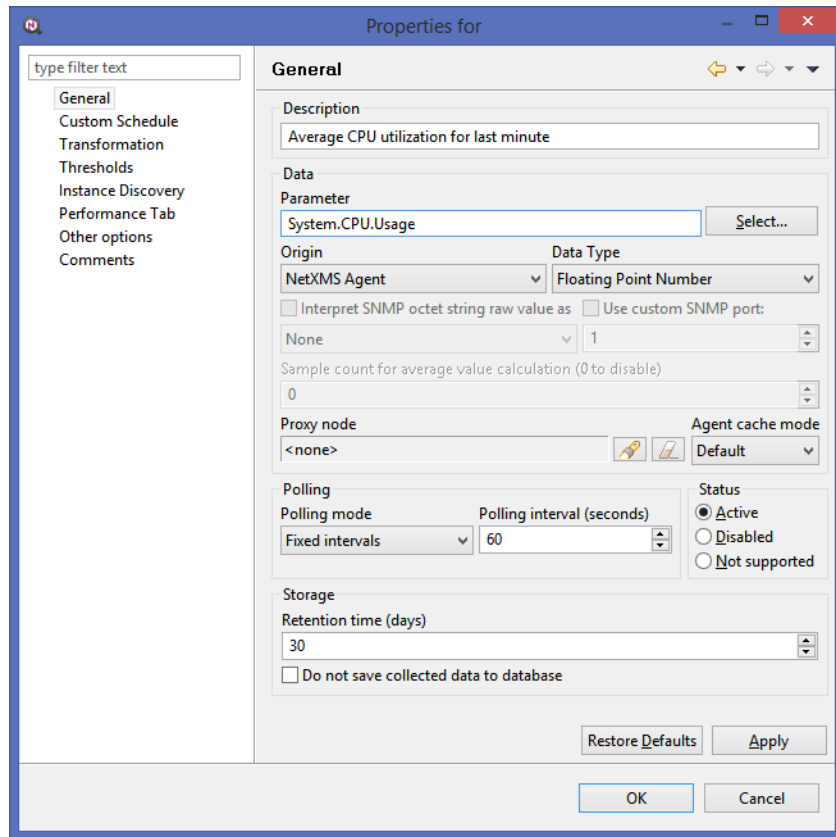 Properties for
type filter text
General
Custom Schedule
Transformation
Thresholds
Instance Discovery
Performance Tab
Other options
Comments
General
Description
Average CPU utilization for last minute
Data
Parameter
System.CPU.Usage
Select...
Origin
Data Type
NetXMS Agent
Floating Point Number
Interpret SNMP octet string raw value as
Use custom SNMP port:
None
1
Sample count for average value calculation (0 to disable)
0
Proxy node
Agent cache mode
<none>
Default
Polling
Polling mode
Polling interval (seconds)
Fixed intervals
60
Status
Active
Disabled
Not supported
Storage
Retention time (days)
30
Do not save collected data to database
Restore Defaults
Apply
OK
Cancel